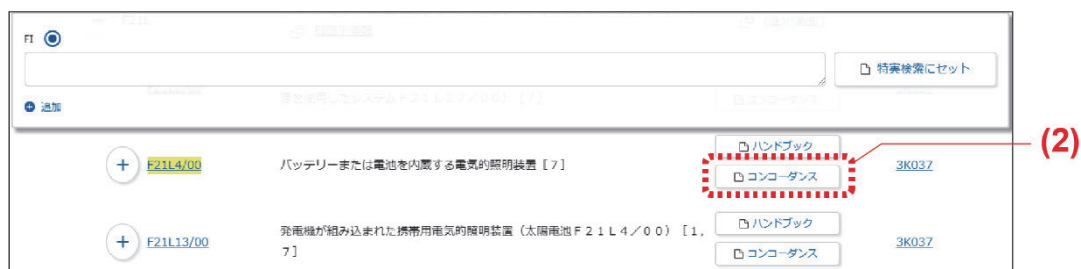 FI
特実検索にセット
追加
ハンドブック
(2)
+ F21L4/00 バッテリーまたは電池を内蔵する電気的照明装置［7］ コンコーダンス 3K037
ハンドブック
+ F21L13/00 発電機が組み込まれた携帯用電気的照明装置（太陽電池Ｆ２１Ｌ４／００）［1,
7］ コンコーダンス 3K037